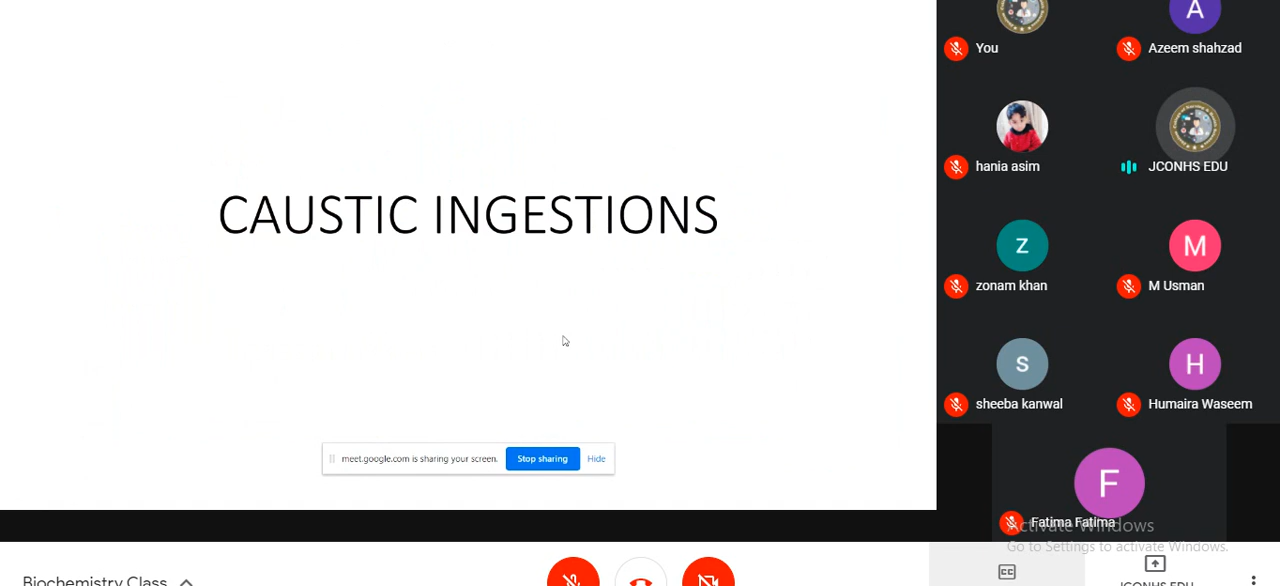 A
You
Azeem shahzad
hania asim
JCONHS EDU
CAUSTIC INGESTIONS
z
M
zonam khan
M Usman
s
H
sheeba kanwal
Humaira Waseem
meet.google.com is sharing your screen.
Stop sharing
Hide
F
Fatima Fatima
Activate Windows
Go to Settings to activate Windows.
Biochemistry Class
CC
JCONHS EDU